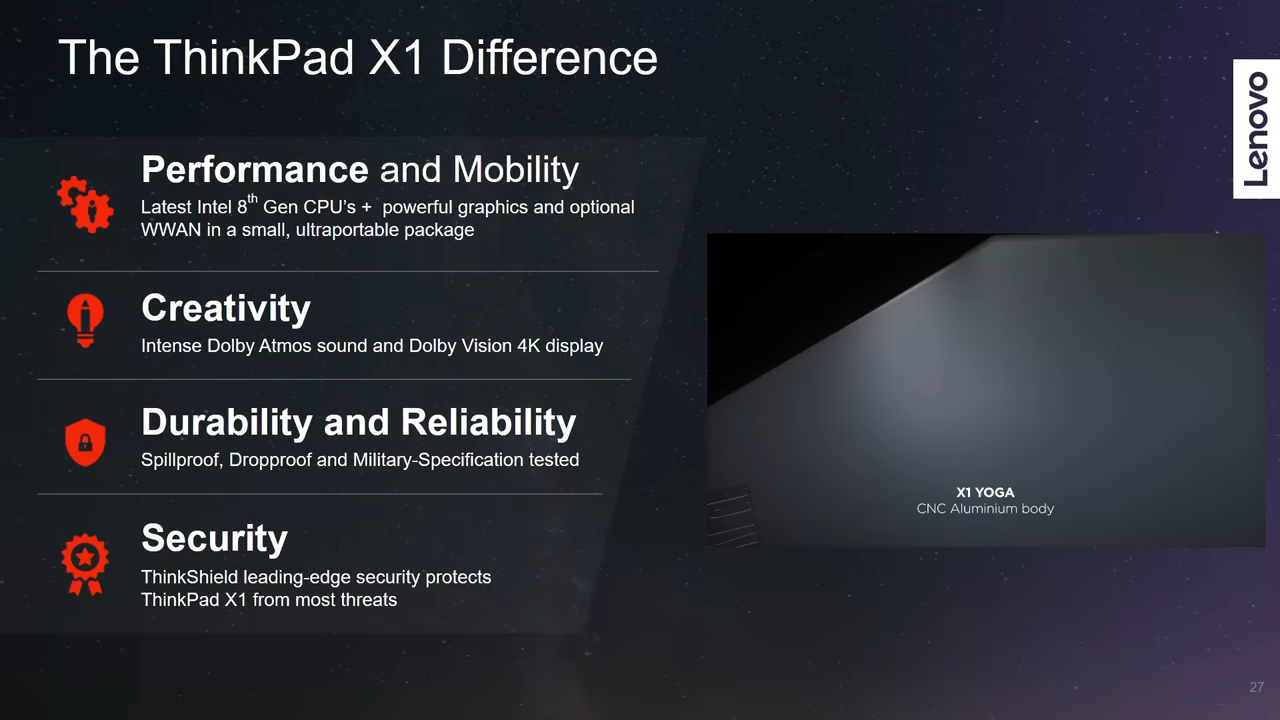 The ThinkPad X1 Difference
Lenovo
Performance and Mobility
Latest Intel 8th Gen CPU's + powerful graphics and optional
WWAN in a small, ultraportable package
Creativity
Intense Dolby Atmos sound and Dolby Vision 4K display
Durability and Reliability
Spillproof, Dropproof and Military-Specification tested
Security
ThinkShield leading-edge security protects
ThinkPad X1 from most threats
X1 YOGA
CNC Aluminium body
27